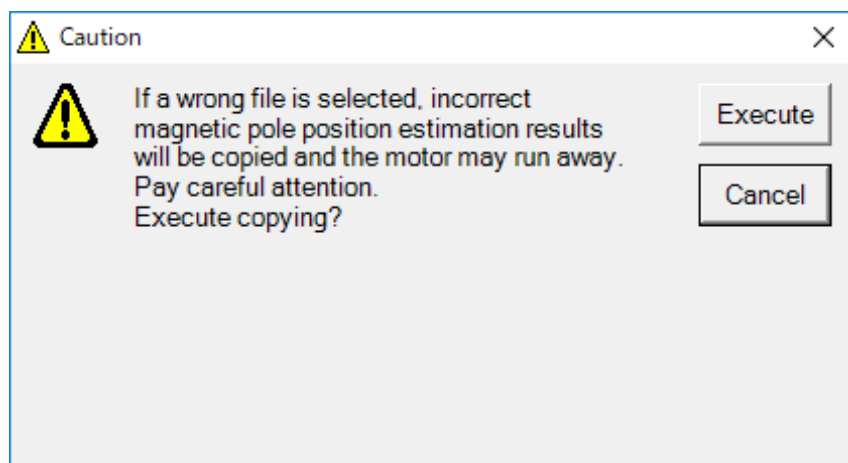 Caution
If a wrong file is selected, incorrect
magnetic pole position estimation results
will be copied and the motor may run away.
Pay careful attention.
Execute copying?
Execute
Cancel